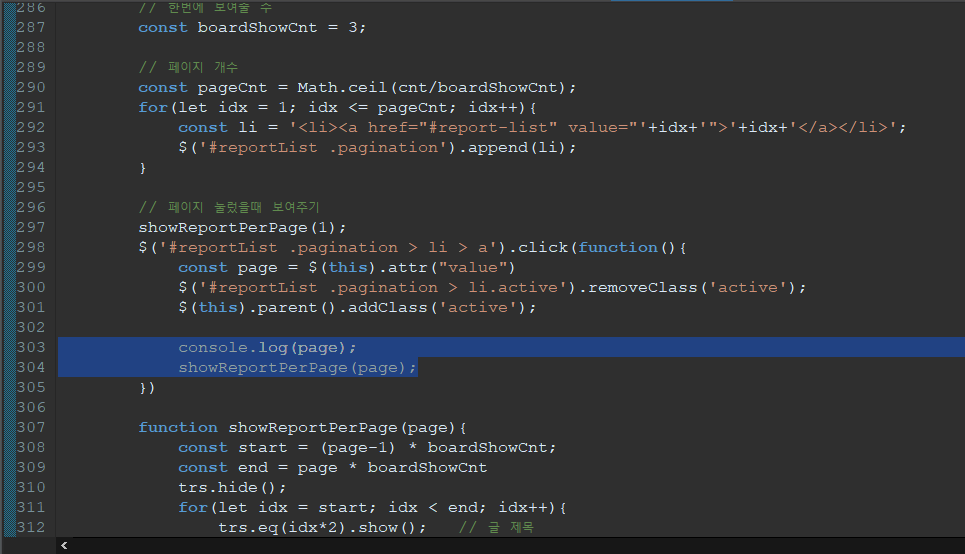 286 // 한번에 보여줄 수
287 const boardShowCnt = 3;
288
289 // 페이지 개수
290 const pageCnt = Math.ceil(cnt/boardShowCnt);
291 for(let idx = 1; idx <= pageCnt; idx++){
292 const li = '<li><a href="#report-list" value="'+idx+'">'+idx+'</a></li>';
293 $('#reportList .pagination').append(li);
294 }
295
296 // 페이지 눌렀을때 보여주기
297 showReportPerPage(1);
298 $('#reportList .pagination > li > a').click(function(){
299 const page = $(this).attr("value")
300 $('#reportList .pagination > li.active').removeClass('active');
301 $(this).parent().addClass('active');
302
303 console.log(page);
304 showReportPerPage(page);
305 })
306
307 function showReportPerPage(page){
308 const start = (page-1) * boardShowCnt;
309 const end = page * boardShowCnt
310 trs.hide();
311 for(let idx = start; idx < end; idx++){
312 trs.eq(idx*2).show(); // 글 제목